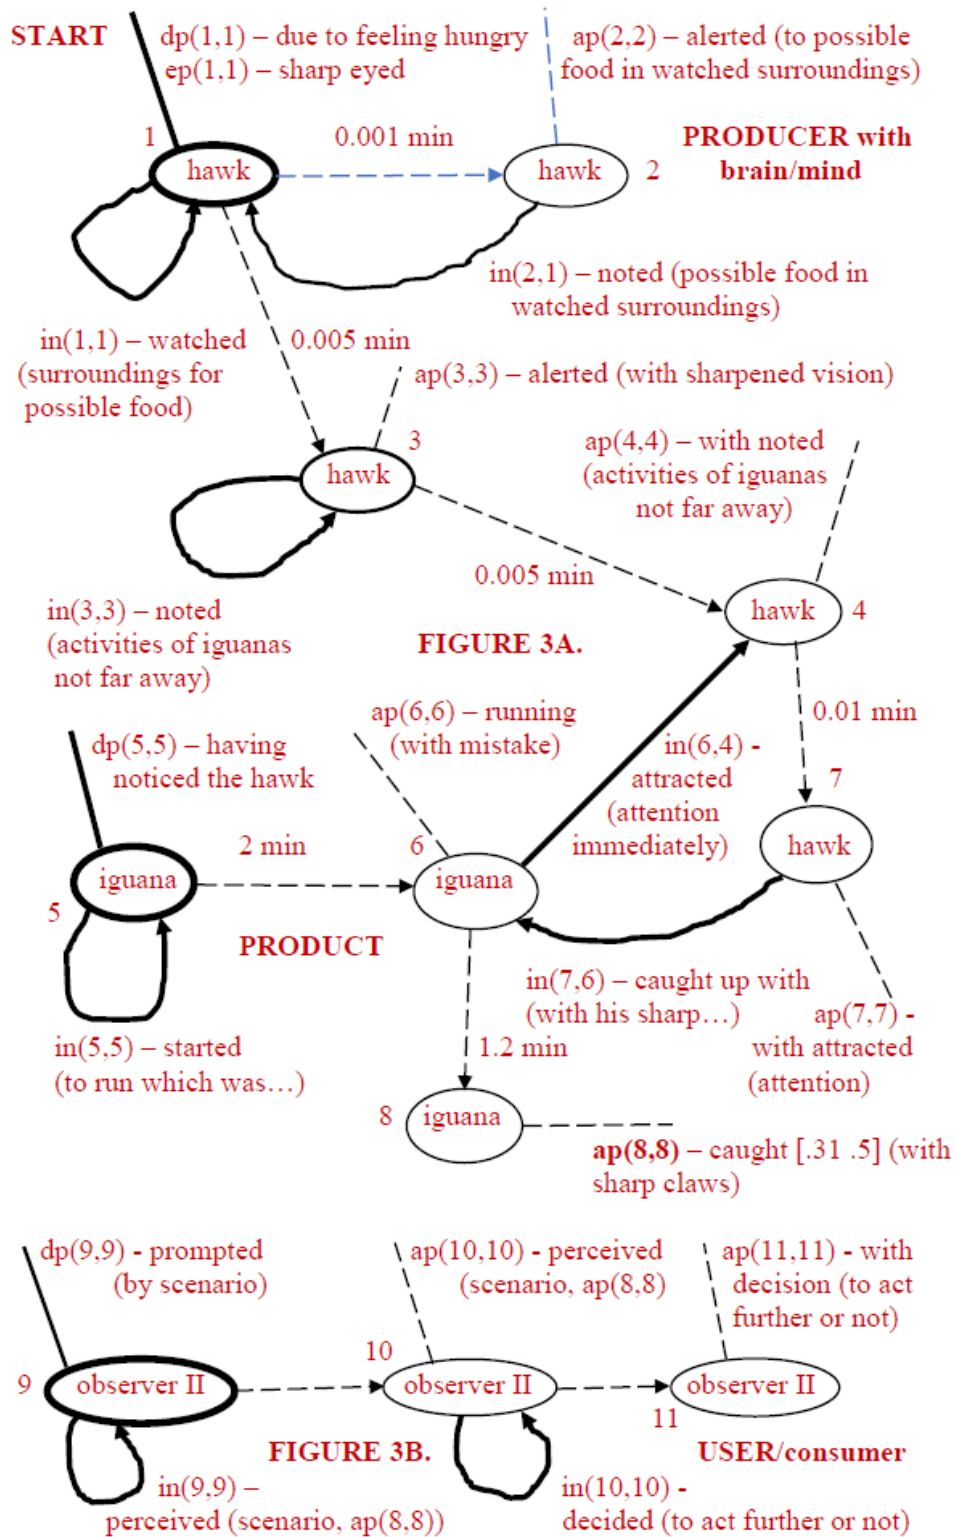 START
dp(1,1) – due to feeling hungry
ep(1,1) – sharp eyed
ap(2,2) – alerted (to possible
food in watched surroundings)
1
0.001 min
PRODUCER with
brain/mind
hawk
hawk
2
in(2,1) – noted (possible food in
watched surroundings)
in(1,1) – watched
(surroundings for
possible food)
0.005 min
ap(3,3) – alerted (with sharpened vision)
3
hawk
ap(4,4) – with noted
(activities of iguanas
not far away)
0.005 min
hawk
4
in(3,3) – noted
(activities of iguanas
not far away)
FIGURE 3A.
ap(6,6) – running
(with mistake)
0.01 min
dp(5,5) – having
noticed the hawk
in(6,4) -
attracted
(attention
immediately)
7
2 min
6
hawk
iguana
iguana
5
PRODUCT
in(7,6) – caught up with
(with his sharp…)
ap(7,7) -
with attracted
(attention)
in(5,5) – started
(to run which was…)
1.2 min
8
iguana
ap(8,8) – caught [.31 .5] (with
sharp claws)
dp(9,9) - prompted
(by scenario)
ap(10,10) - perceived
(scenario, ap(8,8)
ap(11,11) - with
decision (to act
further or not)
10
9
observer II
observer II
observer II
11
FIGURE 3B.
USER/consumer
in(9,9) –
perceived (scenario, ap(8,8))
in(10,10) -
decided (to act further or not)